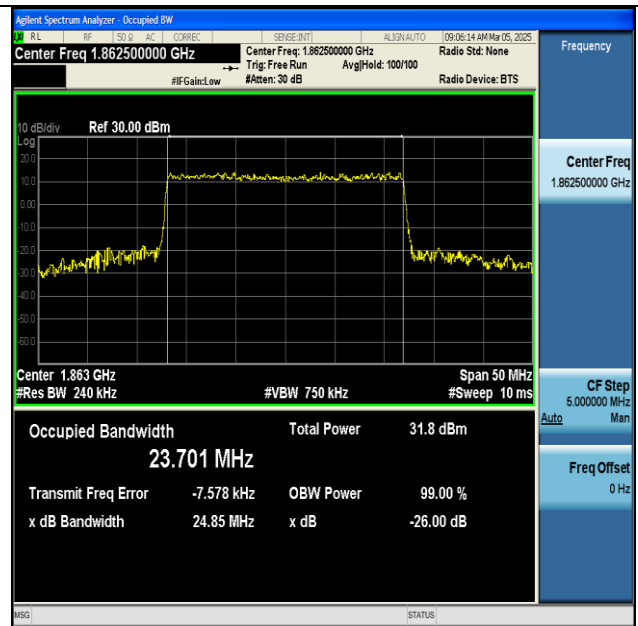 Agilent Spectrum Analyzer - Occupied BW
LXI RL RF 50 Ω AC CORREC SENSE:INT ALIGN AUTO 09:06:14 AM Mar 05, 2025
Center Freq 1.862500000 GHz
Center Freq: 1.862500000 GHz Radio Std: None
Trig: Free Run Avg|Hold: 100/100
#IFGain:Low #Atten: 30 dB Radio Device: BTS
Frequency
10 dB/div Ref 30.00 dBm
Log
20.0
10.0
0.00
-10.0
-20.0
-30.0
-40.0
-50.0
-60.0
Center 1.863 GHz Span 50 MHz
#Res BW 240 kHz #VBW 750 kHz #Sweep 10 ms
Center Freq
1.862500000 GHz
CF Step
5.000000 MHz
Auto Man
Freq Offset
0 Hz
Occupied Bandwidth Total Power 31.8 dBm
23.701 MHz
Transmit Freq Error -7.578 kHz OBW Power 99.00 %
x dB Bandwidth 24.85 MHz x dB -26.00 dB
MSG STATUS